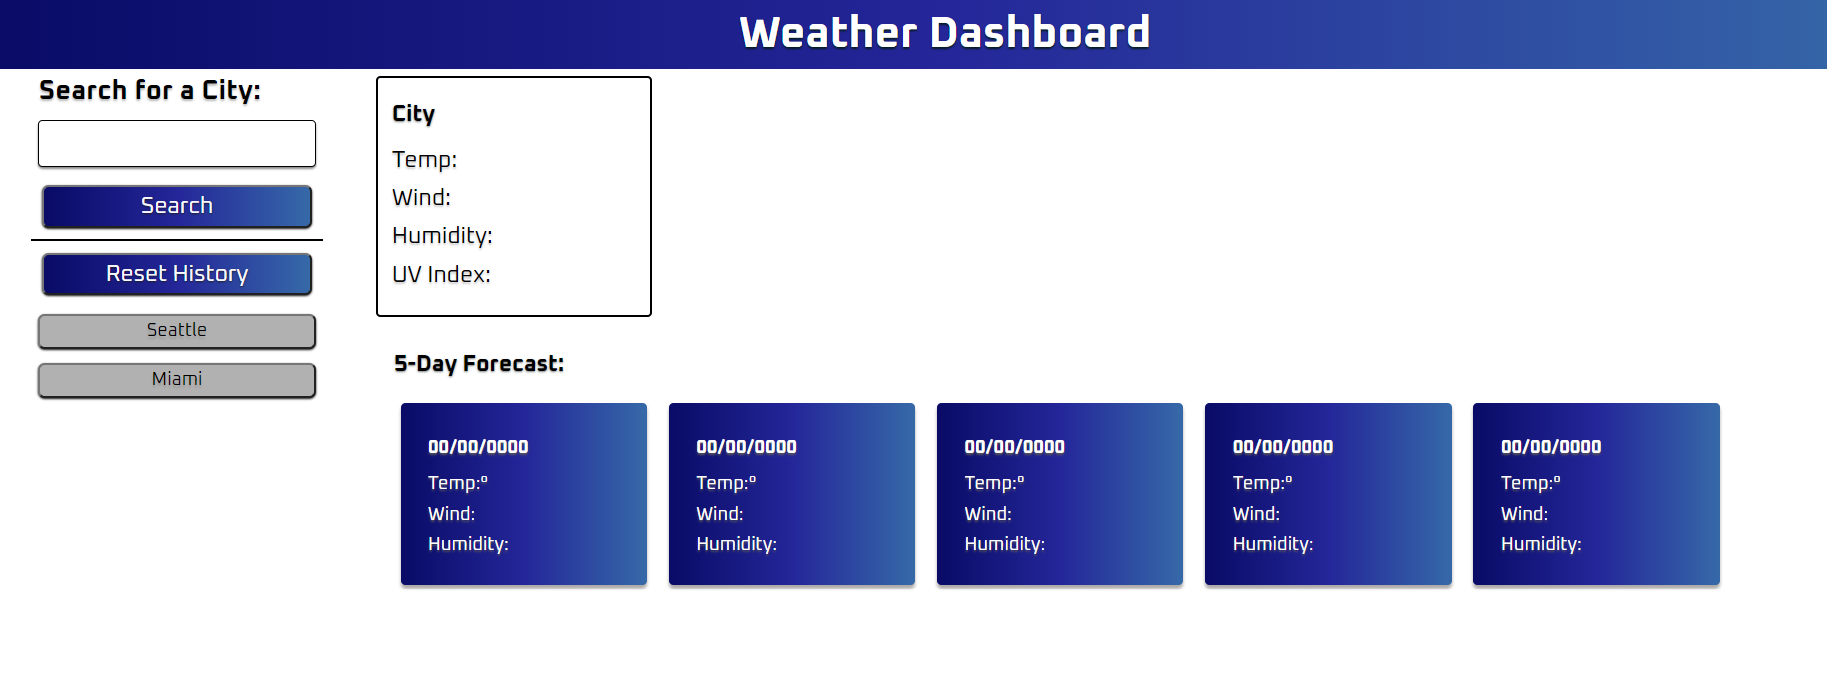 Weather Dashboard
Search for a City:
Search
Reset History
Seattle
Miami
City
Temp:
Wind:
Humidity:
UV Index:
5-Day Forecast:
00/00/0000
Temp:°
Wind:
Humidity:
00/00/0000
Temp:°
Wind:
Humidity:
00/00/0000
Temp:°
Wind:
Humidity:
00/00/0000
Temp:°
Wind:
Humidity:
00/00/0000
Temp:°
Wind:
Humidity: